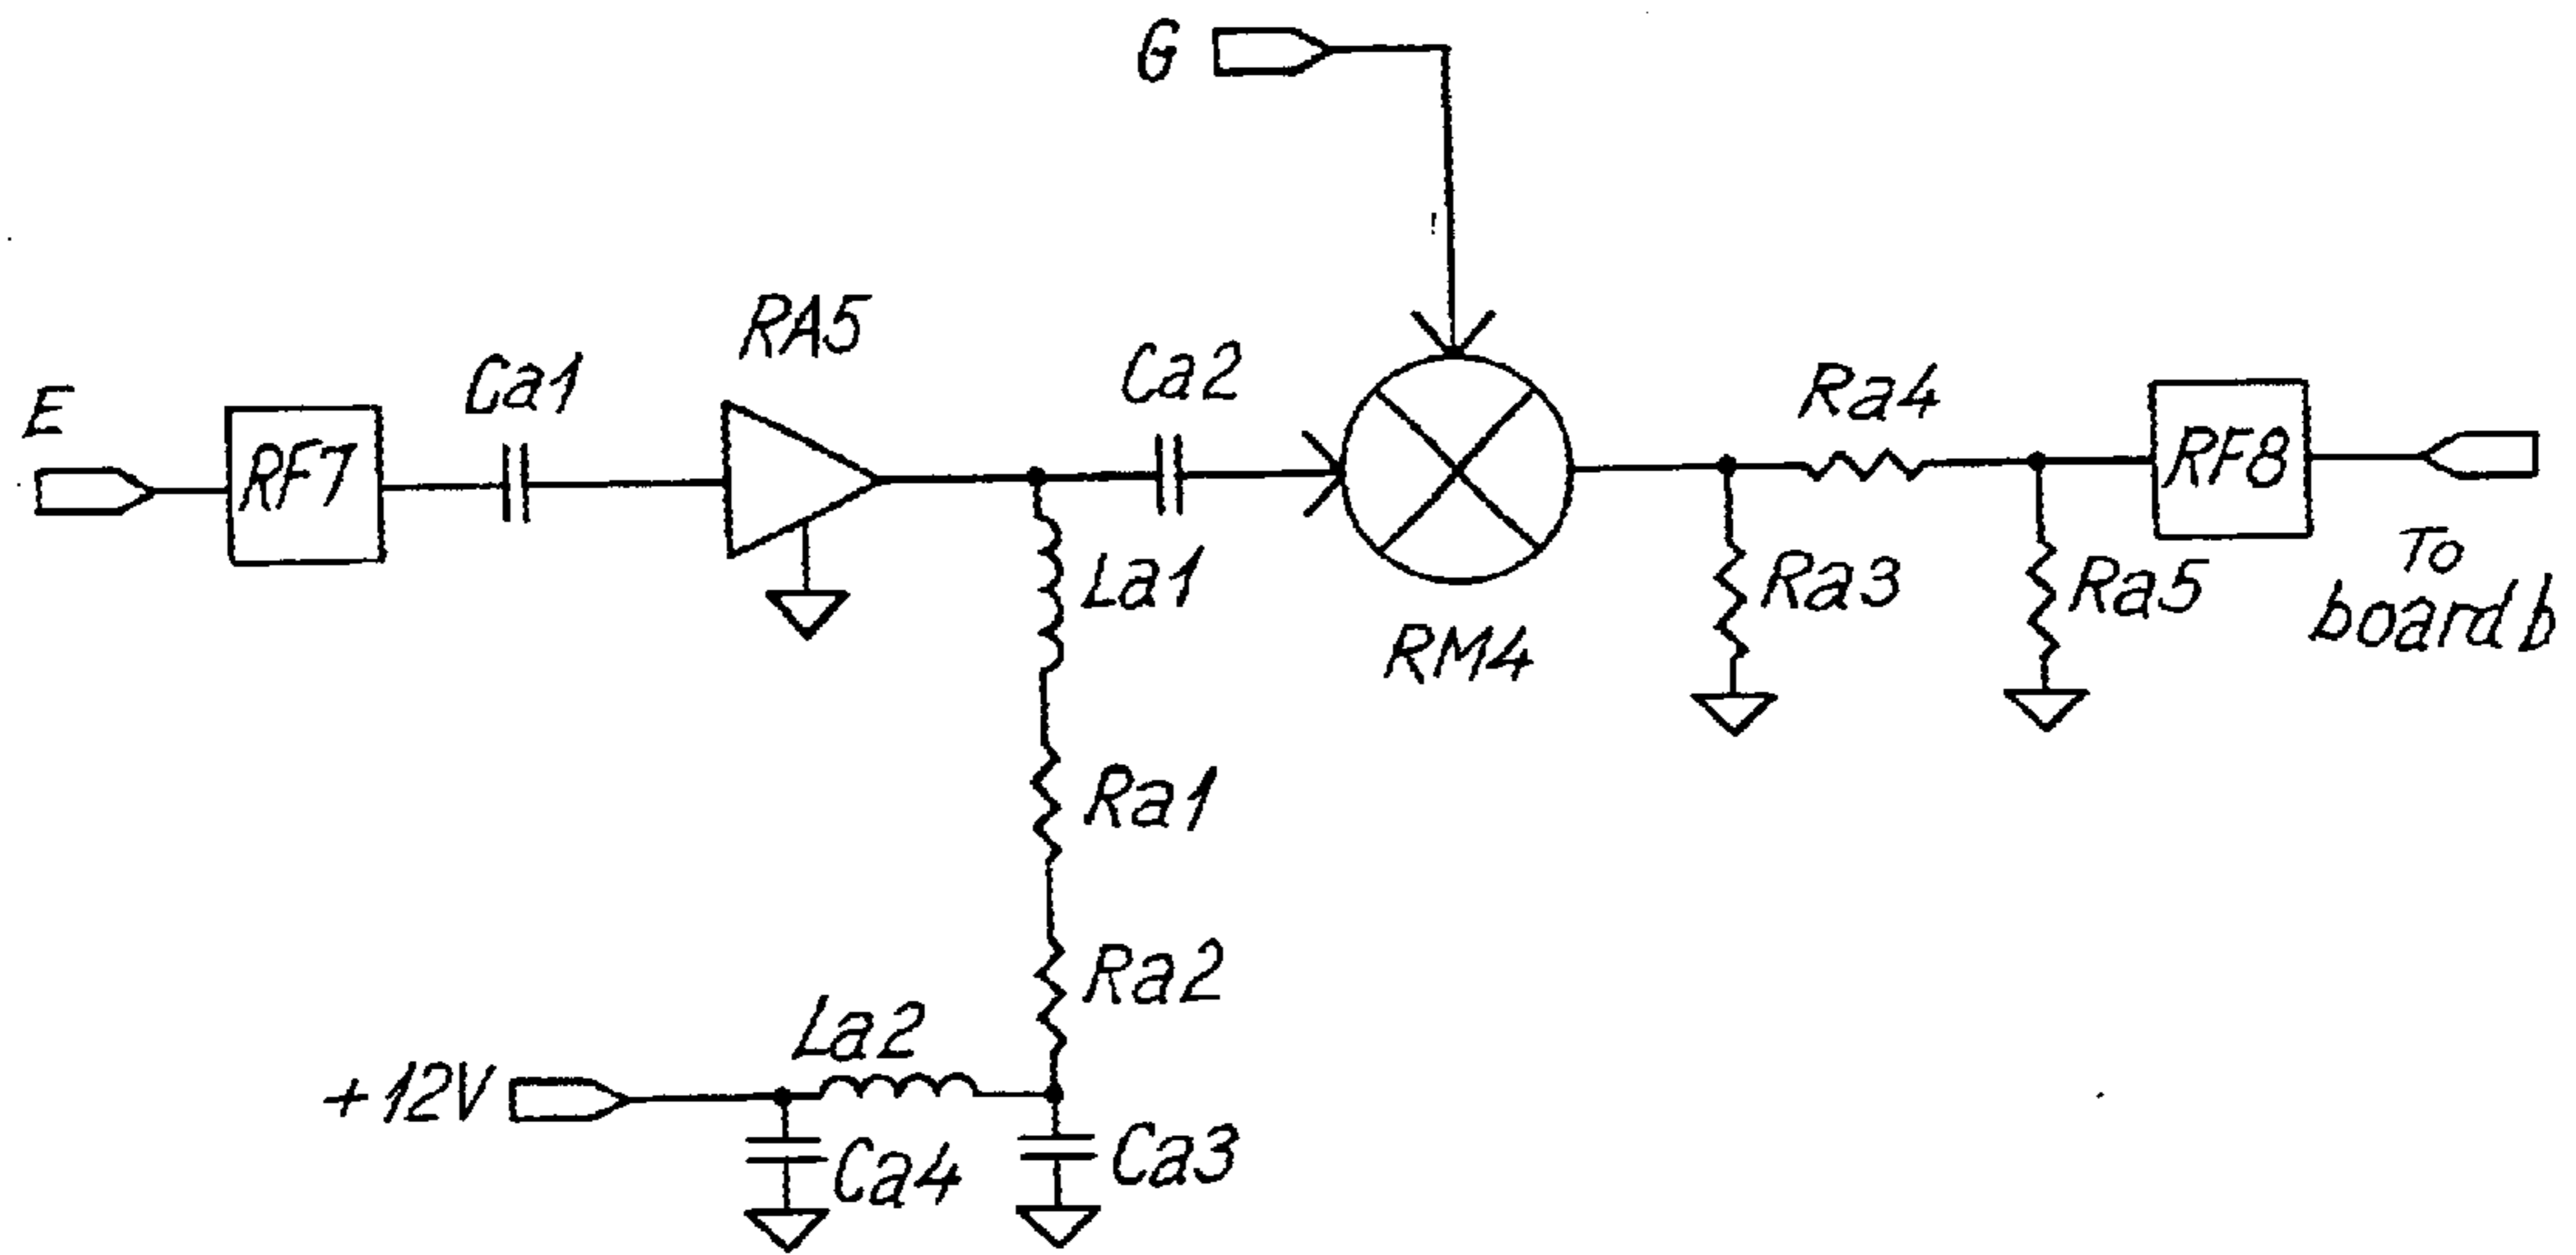 G
RA5
Ca1
Ca2
E
RF7
Ra4
RF8
La1
Ra3
Ra5
To
board b
RM4
Ra1
Ra2
La2
+12V
Ca4
Ca3